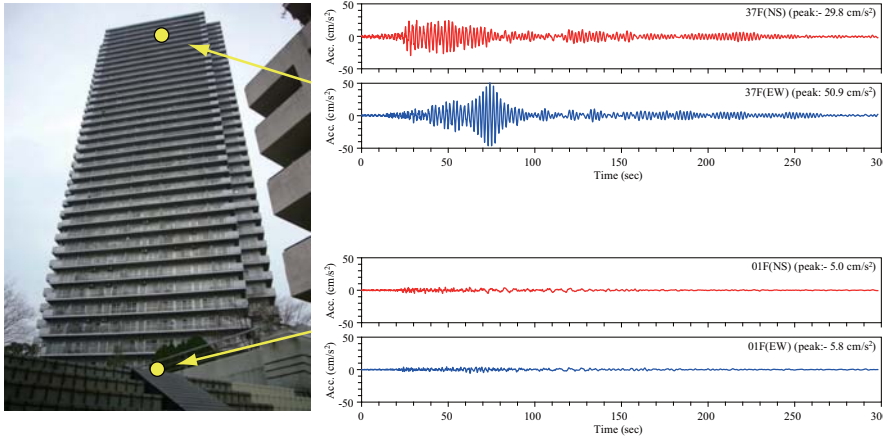 50
37F(NS) (peak:- 29.8 cm/s²)
0
Acc. (cm/s²)
50
50
37F(EW) (peak: 50.9 cm/s²)
0
Acc. (cm/s²)
-50
0 50 100 150 200 250 30
Time (sec)
50
01F(NS) (peak:- 5.0 cm/s²)
0
Acc. (cm/s²)
-50
50
01F(EW) (peak:- 5.8 cm/s²)
0
Acc. (cm/s²)
-50
0 50 100 150 200 250 300
Time (sec)